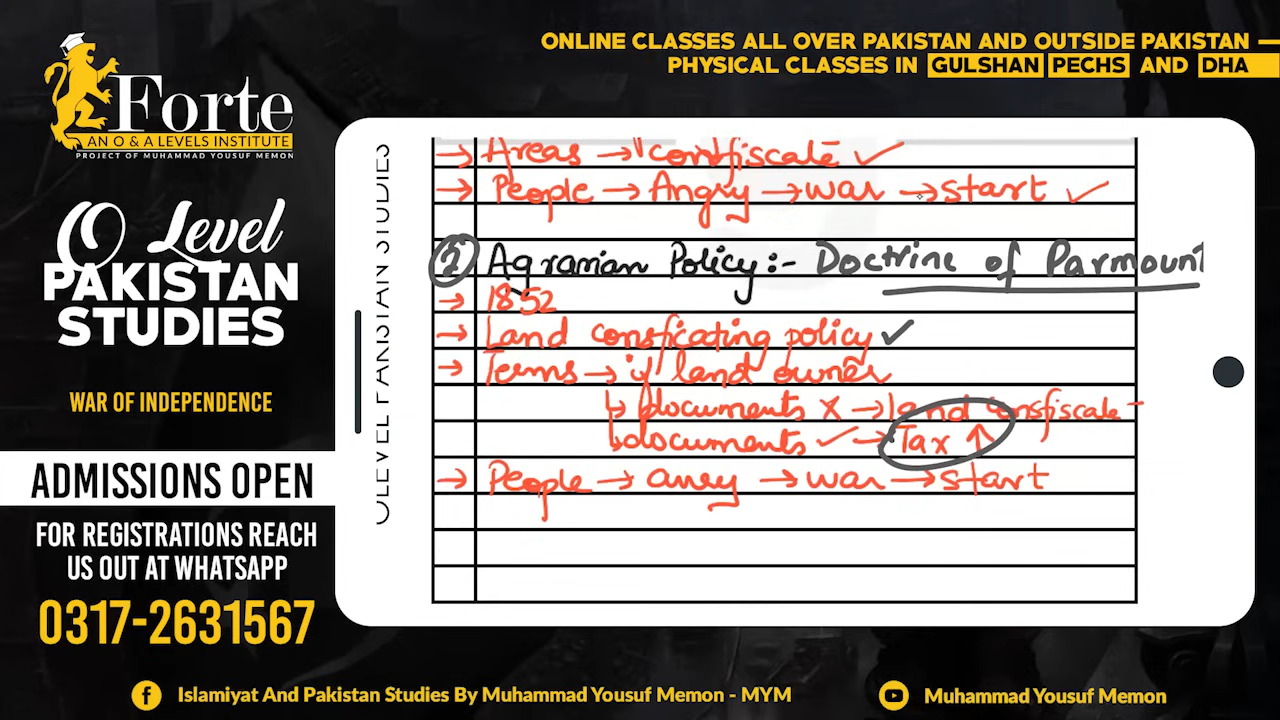 ONLINE CLASSES ALL OVER PAKISTAN AND OUTSIDE PAKISTAN
PHYSICAL CLASSES IN GULSHAN PECHS AND DHA
Forte
AN O & A LEVELS INSTITUTE
PROJECT OF MUHAMMAD YOUSUF MEMON
O Level
PAKISTAN
STUDIES
WAR OF INDEPENDENCE
ADMISSIONS OPEN
FOR REGISTRATIONS REACH
US OUT AT WHATSAPP
0317-2631567
OLEVEL PAKISTAN STUDIES
→ Areas → confiscate ✓
→ People → Angry → war → start ✓
2 Agrarian Policy:- Doctrine of Parmount
→ 1852
→ Land consficating policy ✓
→ Terms → if land owner
↳ documents X → land consfiscate -
↳ documents ✓ → Tax ↑
→ People → angry → war → start
Islamiyat And Pakistan Studies By Muhammad Yousuf Memon - MYM
Muhammad Yousuf Memon